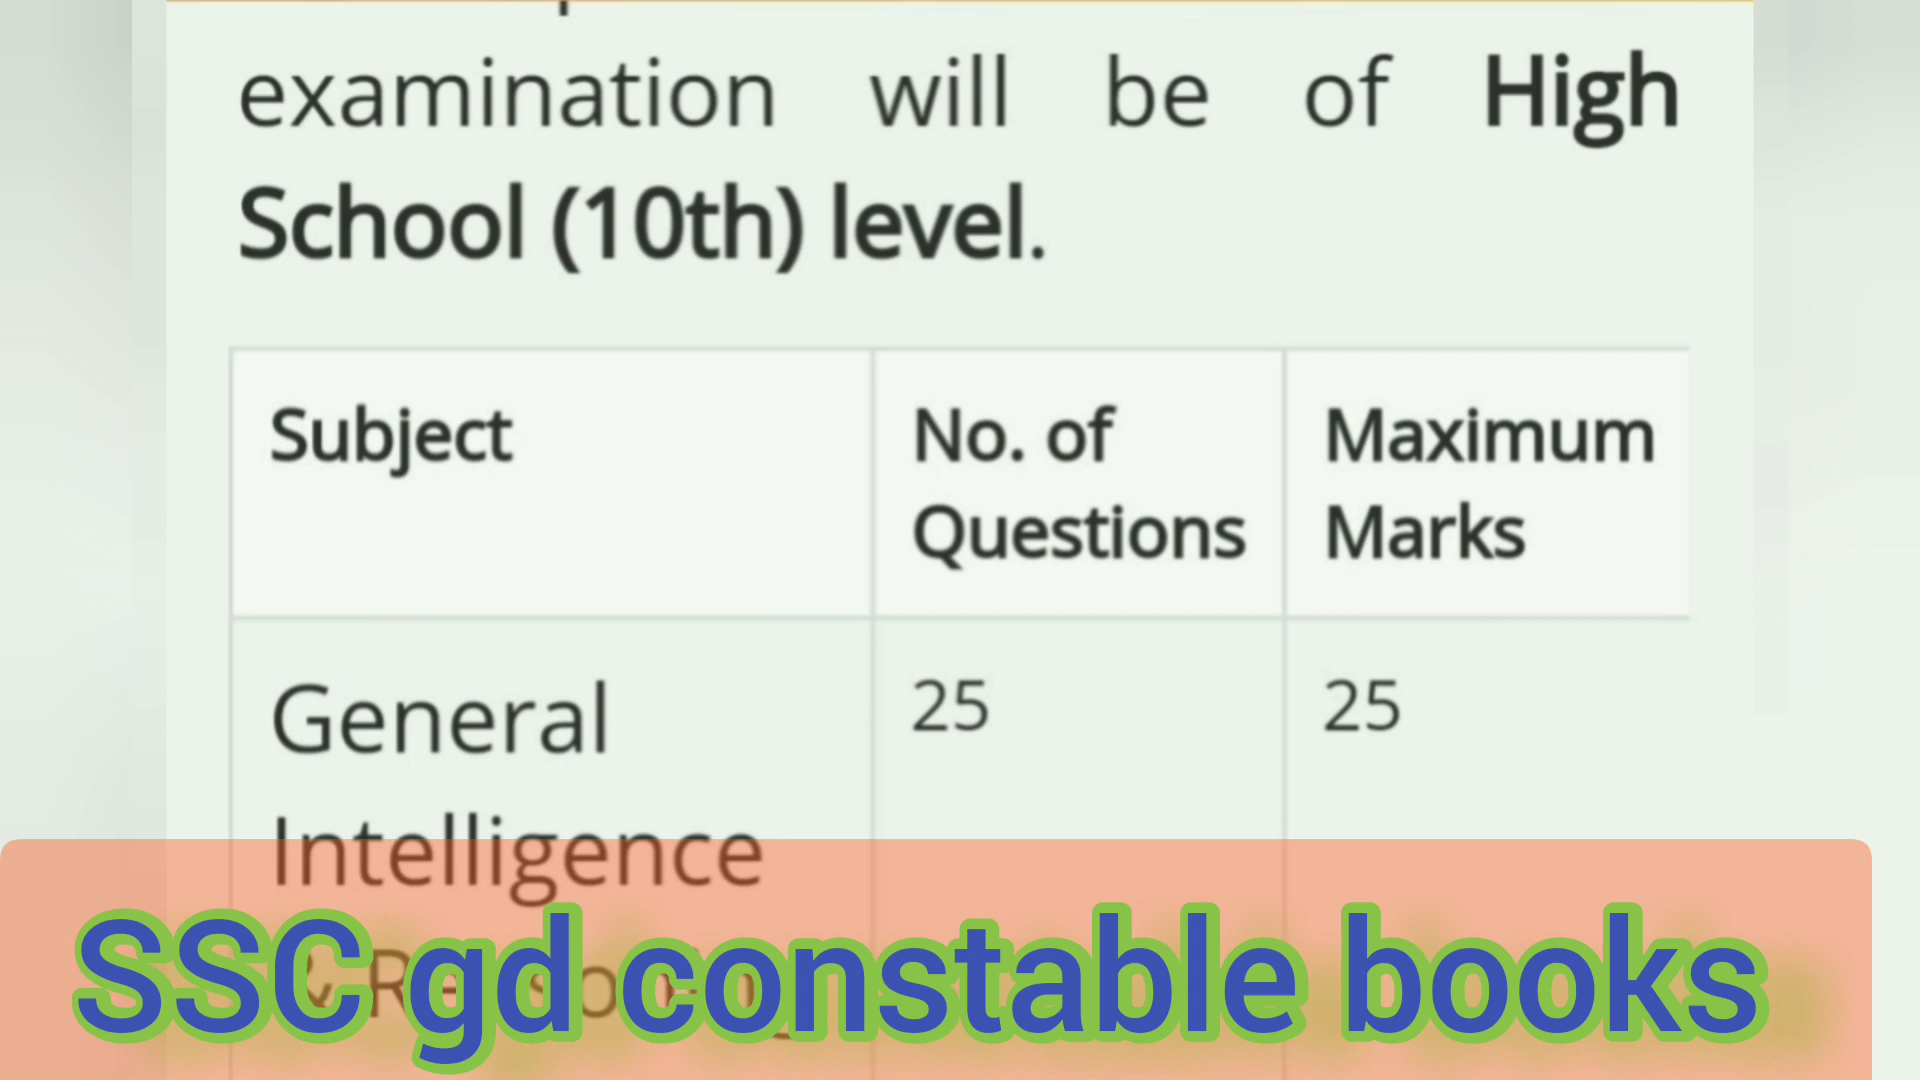 examination will be of High
School (10th) level.
Subject
No. of
Questions
Maximum
Marks
General
Intelligence
25
25
SSC gd constable books